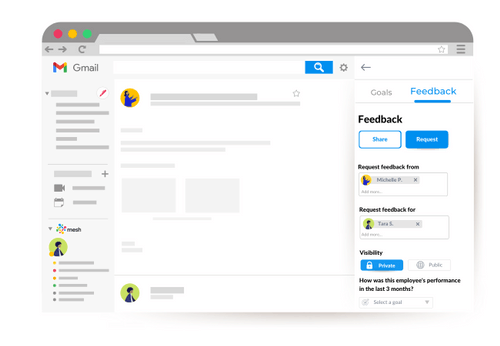 Gmail
Goals
Feedback
Feedback
Share
Request
Request feedback from
Michelle P. ×
Add more...
Request feedback for
Tara S. ×
Add more...
Visibility
Private
Public
How was this employee's performance
in the last 3 months?
Select a goal
mesh